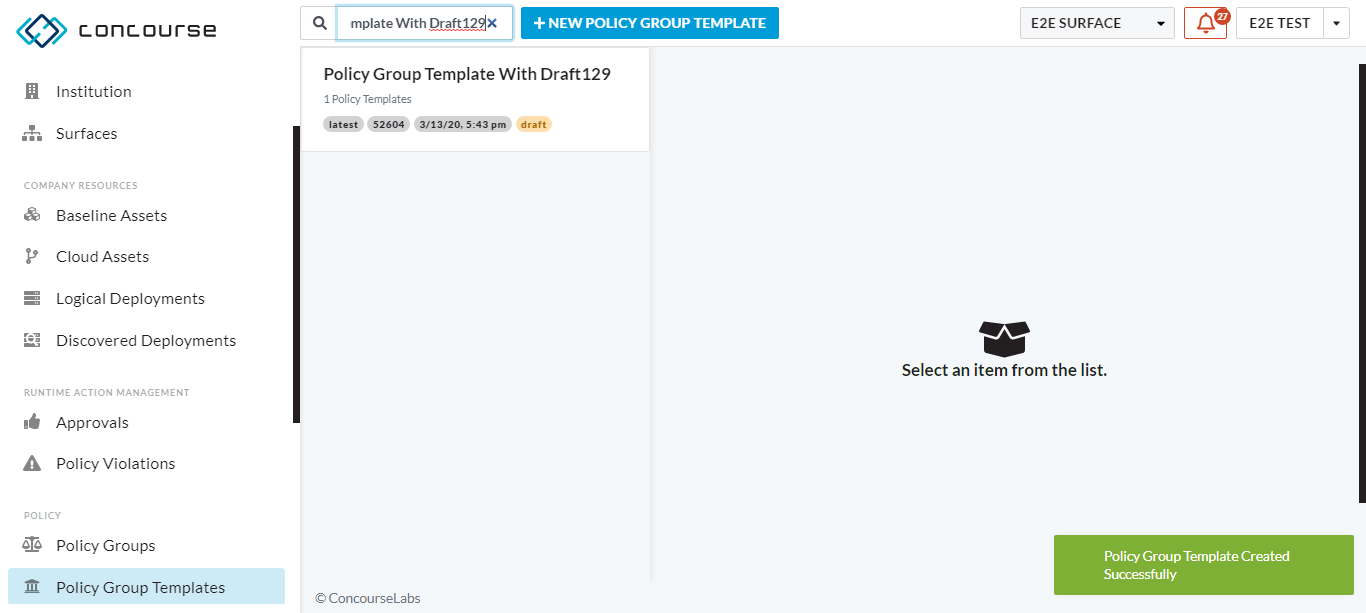 concourse
mplate With Draft129
NEW POLICY GROUP TEMPLATE
E2E SURFACE
27
E2E TEST
Institution
Surfaces
COMPANY RESOURCES
Baseline Assets
Cloud Assets
Logical Deployments
Discovered Deployments
RUNTIME ACTION MANAGEMENT
Approvals
Policy Violations
POLICY
Policy Groups
Policy Group Templates
Policy Group Template With Draft129
1 Policy Templates
latest 52604 3/13/20, 5:43 pm draft
Select an item from the list.
Policy Group Template Created
Successfully
© ConcourseLabs